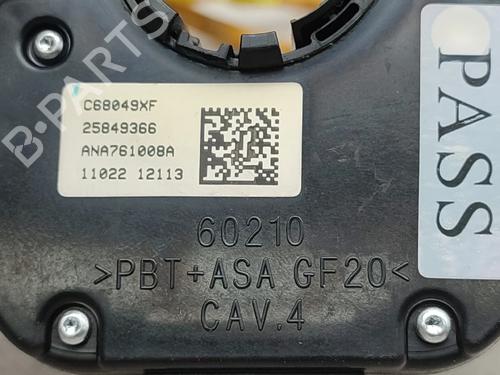 C68049XF
25849366
ANA761008A
11022 12113
PASS
60210
>PBT+ASA GF20<
CAV.4
B-PARTS